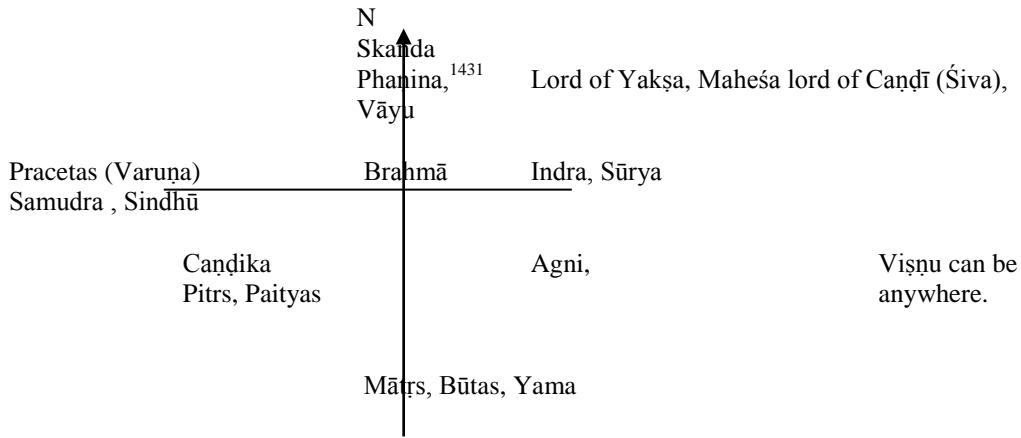 N
Skanda
Phanina,1431 Lord of Yakṣa, Maheśa lord of Caṇḍī (Śiva),
Vāyu
Pracetas (Varuṇa) Brahmā Indra, Sūrya
Samudra , Sindhū
Caṇḍika Agni, Viṣṇu can be
Pitrs, Paityas anywhere.
Mātṛs, Būtas, Yama